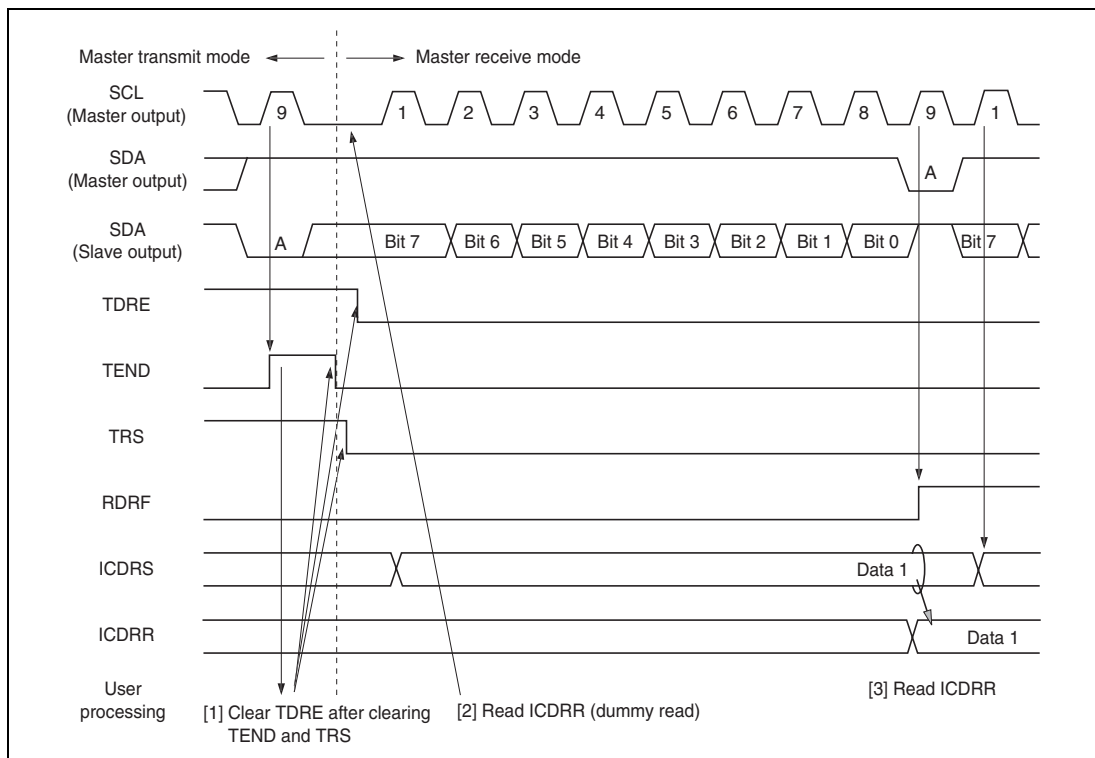 Master transmit mode Master receive mode
SCL
(Master output)
9 1 2 3 4 5 6 7 8 9 1
SDA
(Master output)
A
SDA
(Slave output)
A Bit 7 Bit 6 Bit 5 Bit 4 Bit 3 Bit 2 Bit 1 Bit 0 Bit 7
TDRE
TEND
TRS
RDRF
ICDRS
Data 1
ICDRR
Data 1
User
processing
[1] Clear TDRE after clearing
TEND and TRS
[2] Read ICDRR (dummy read)
[3] Read ICDRR